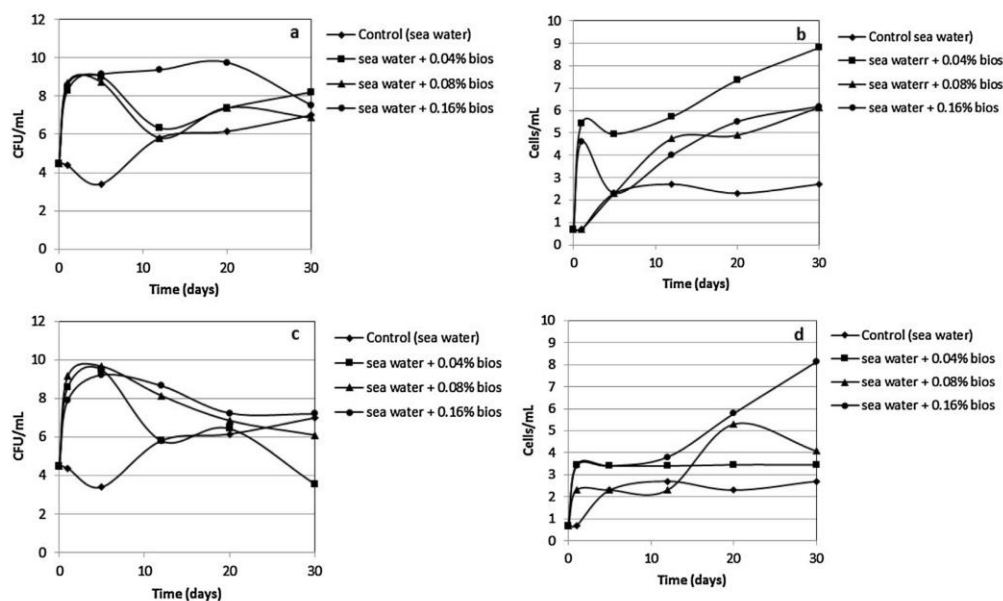 a
12
10
8
6
4
2
0
CFU/mL
0 10 20 30
Time (days)
Control (sea water)
sea water + 0.04% bios
sea water + 0.08% bios
sea water + 0.16% bios
b
10
9
8
7
6
5
4
3
2
1
0
Cells/mL
0 10 20 30
Time (days)
Control sea water)
sea waterr + 0.04% bios
sea waterr + 0.08% bios
sea water + 0.16% bios
c
12
10
8
6
4
2
0
CFU/mL
0 10 20 30
Time (days)
Control (sea water)
sea water + 0.04% bios
sea water + 0.08% bios
sea water + 0.16% bios
d
10
9
8
7
6
5
4
3
2
1
0
Cells/mL
0 10 20 30
Time (days)
Control (sea water)
sea water + 0.04% bios
sea water + 0.08% bios
sea water + 0.16% bios